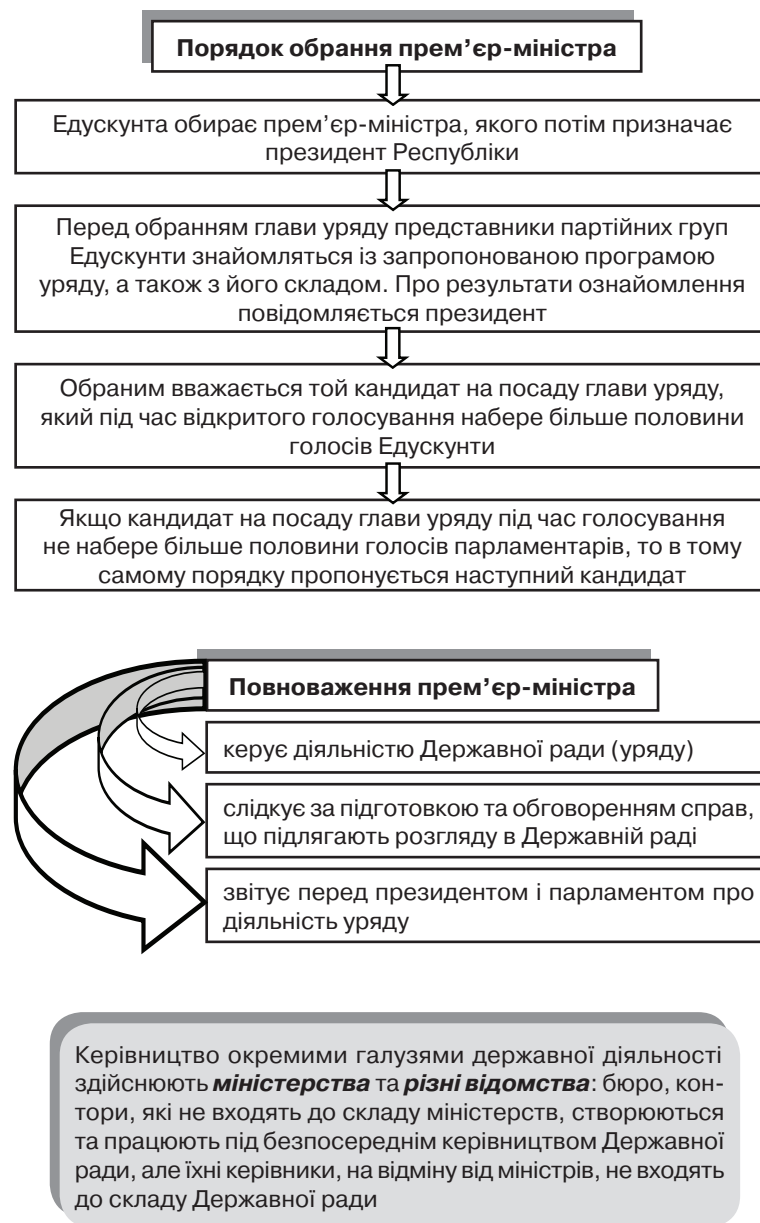 Порядок обрання прем’єр-міністра
Едускунта обирає прем’єр-міністра, якого потім призначає
президент Республіки
Перед обранням глави уряду представники партійних груп
Едускунти знайомляться із запропонованою програмою
уряду, а також з його складом. Про результати ознайомлення
повідомляється президент
Обраним вважається той кандидат на посаду глави уряду,
який під час відкритого голосування набере більше половини
голосів Едускунти
Якщо кандидат на посаду глави уряду під час голосування
не набере більше половини голосів парламентарів, то в тому
самому порядку пропонується наступний кандидат
Повноваження прем’єр-міністра
керує діяльністю Державної ради (уряду)
слідкує за підготовкою та обговоренням справ,
що підлягають розгляду в Державній раді
звітує перед президентом і парламентом про
діяльність уряду
Керівництво окремими галузями державної діяльності
здійснюють міністерства та різні відомства: бюро, кон-
тори, які не входять до складу міністерств, створюються
та працюють під безпосереднім керівництвом Державної
ради, але їхні керівники, на відміну від міністрів, не входять
до складу Державної ради